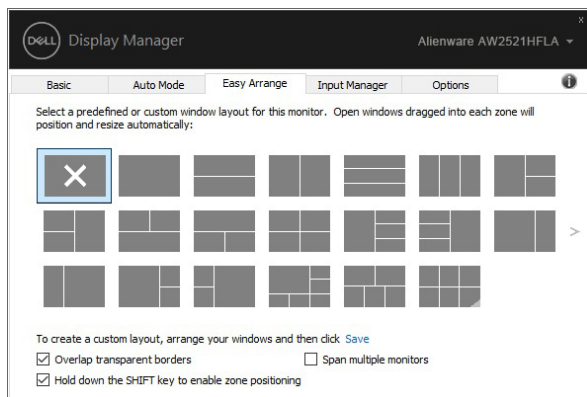 x
DELL Display Manager
Alienware AW2521HFLA
Basic Auto Mode Easy Arrange Input Manager Options i
Select a predefined or custom window layout for this monitor. Open windows dragged into each zone will
position and resize automatically:
>
To create a custom layout, arrange your windows and then click Save
Overlap transparent borders
Span multiple monitors
Hold down the SHIFT key to enable zone positioning